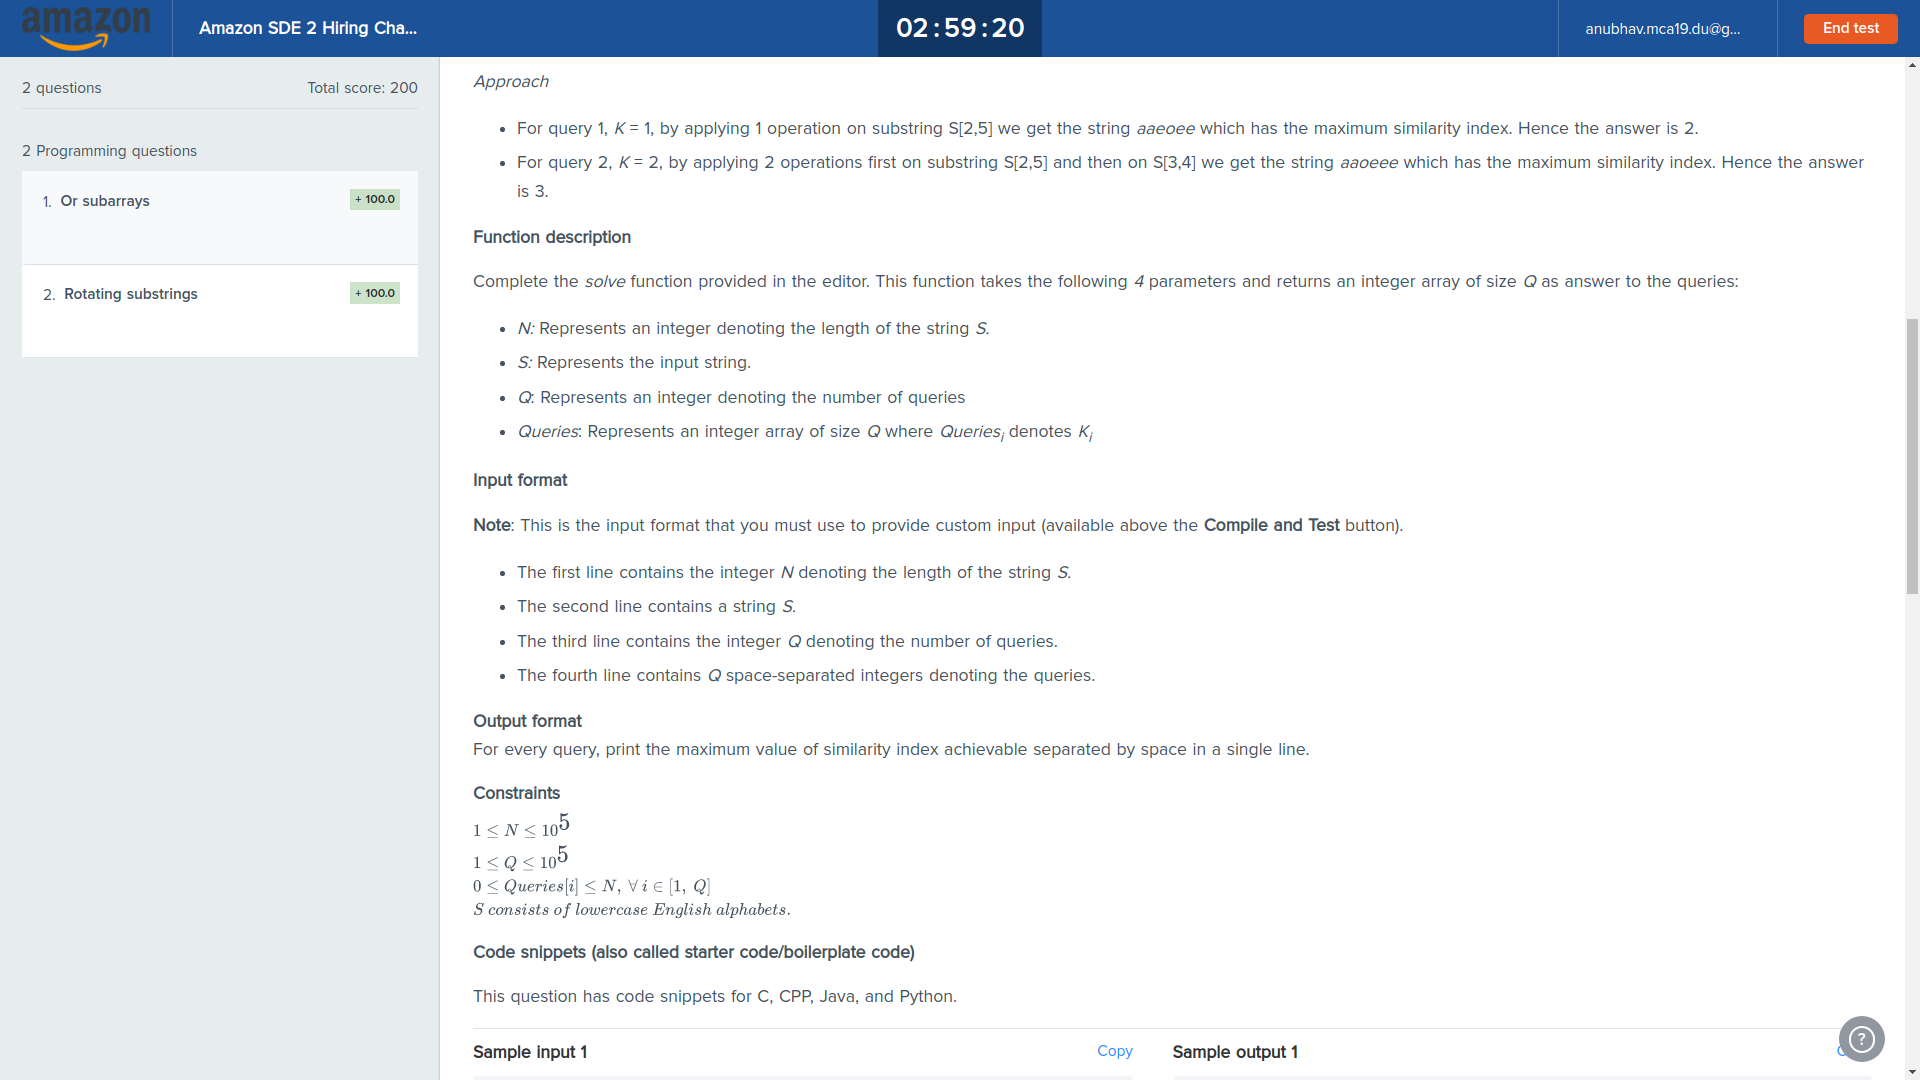 amazon
Amazon SDE 2 Hiring Cha...
02:59:20
anubhav.mca19.du@g...
End test
2 questions
Total score: 200
2 Programming questions
1. Or subarrays
+ 100.0
2. Rotating substrings
+ 100.0
Approach
• For query 1, K = 1, by applying 1 operation on substring S[2,5] we get the string aaeoee which has the maximum similarity index. Hence the answer is 2.
• For query 2, K = 2, by applying 2 operations first on substring S[2,5] and then on S[3,4] we get the string aaoeee which has the maximum similarity index. Hence the answer
is 3.
Function description
Complete the solve function provided in the editor. This function takes the following 4 parameters and returns an integer array of size Q as answer to the queries:
• N: Represents an integer denoting the length of the string S.
• S: Represents the input string.
• Q: Represents an integer denoting the number of queries
• Queries: Represents an integer array of size Q where Queriesᵢ denotes Kᵢ
Input format
Note: This is the input format that you must use to provide custom input (available above the Compile and Test button).
• The first line contains the integer N denoting the length of the string S.
• The second line contains a string S.
• The third line contains the integer Q denoting the number of queries.
• The fourth line contains Q space-separated integers denoting the queries.
Output format
For every query, print the maximum value of similarity index achievable separated by space in a single line.
Constraints
1 ≤ N ≤ 10⁵
1 ≤ Q ≤ 10⁵
0 ≤ Queries[i] ≤ N, ∀ i ∈ [1, Q]
S consists of lowercase English alphabets.
Code snippets (also called starter code/boilerplate code)
This question has code snippets for C, CPP, Java, and Python.
Sample input 1
Copy
Sample output 1
?